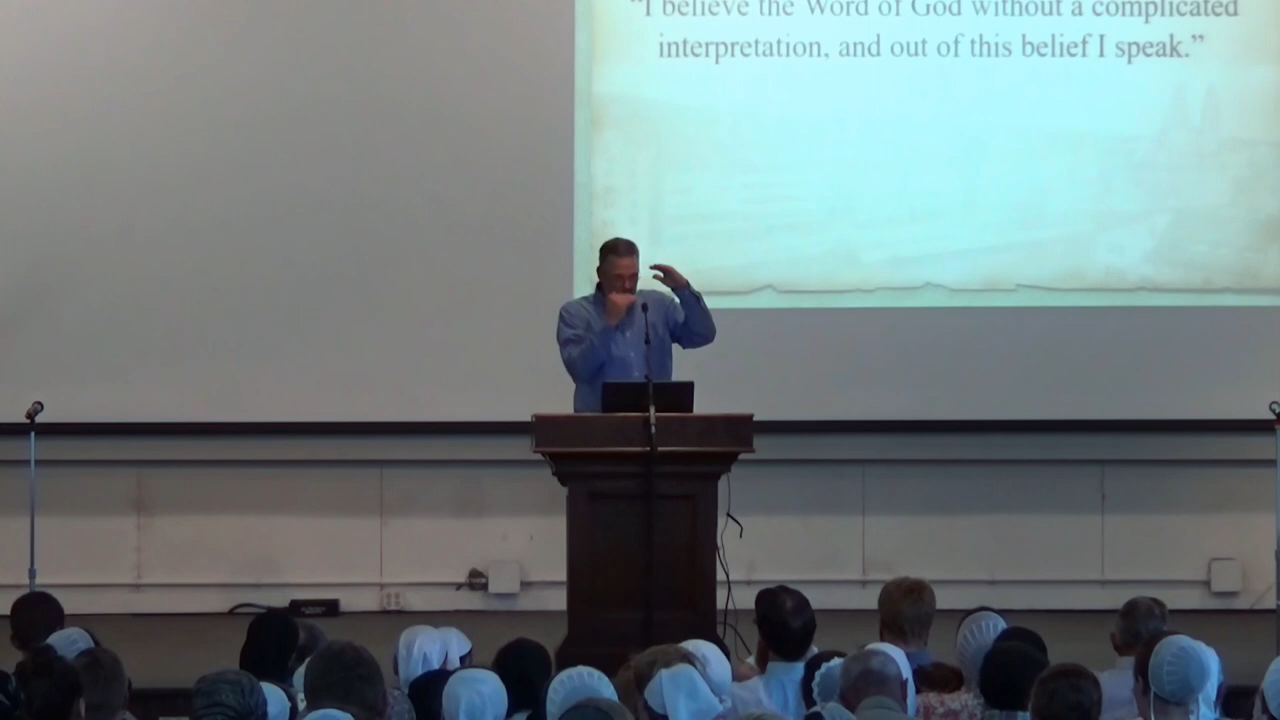 “I believe the Word of God without a complicated
interpretation, and out of this belief I speak.”